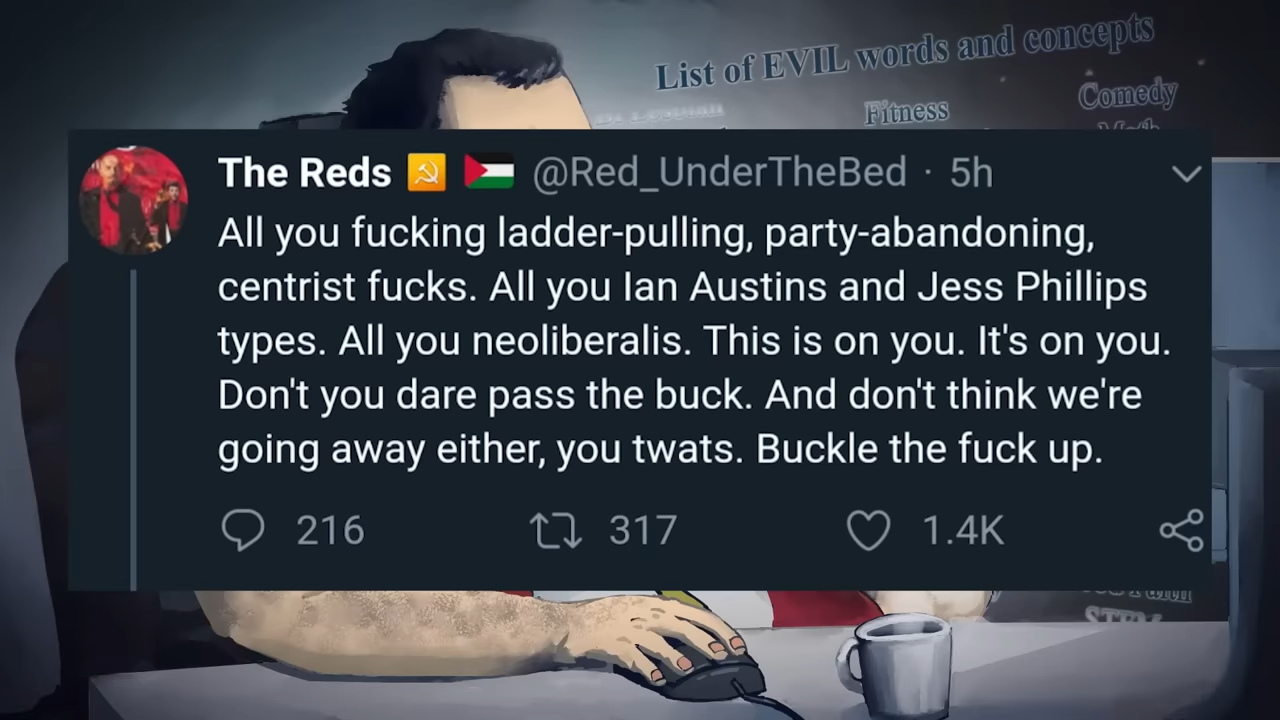 List of EVIL words and concepts
Fitness
Comedy
The Reds @Red_UnderTheBed · 5h
All you fucking ladder-pulling, party-abandoning,
centrist fucks. All you Ian Austins and Jess Phillips
types. All you neoliberalis. This is on you. It's on you.
Don't you dare pass the buck. And don't think we're
going away either, you twats. Buckle the fuck up.
216 317 1.4K
STEM